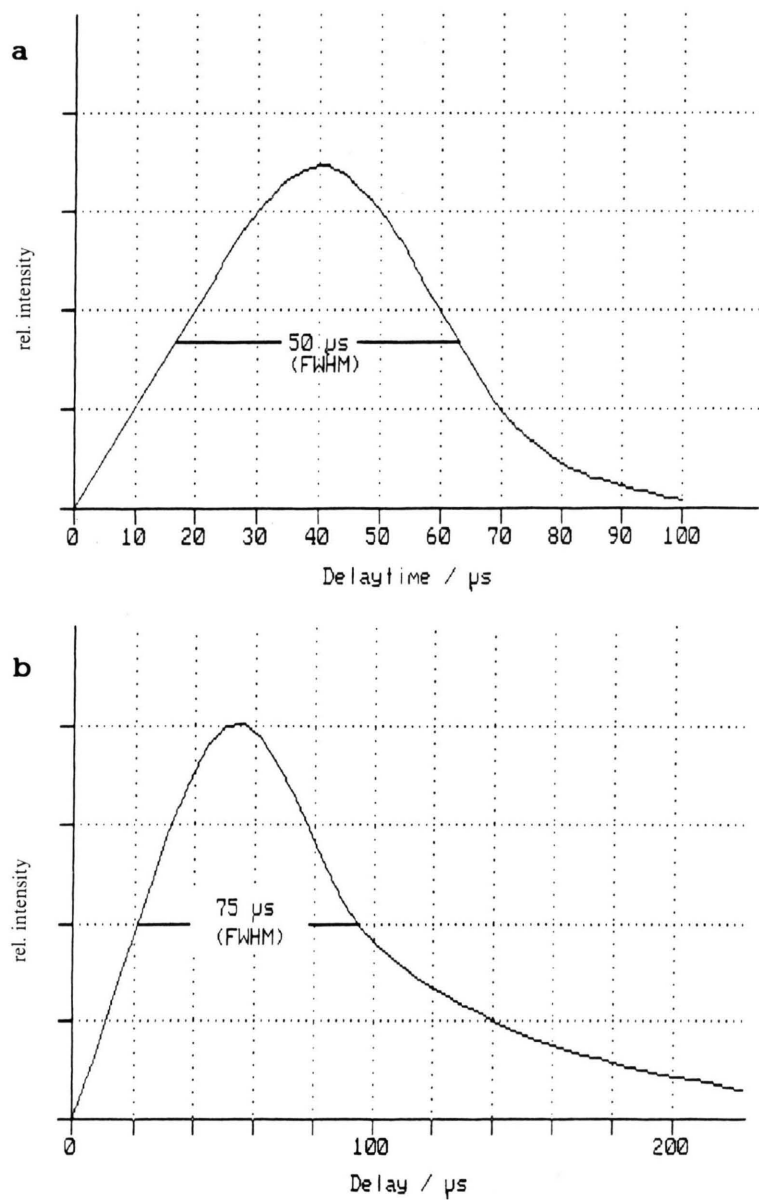 a
rel. intensity
50 µs
(FWHM)
0 10 20 30 40 50 60 70 80 90 100
Delaytime / µs
b
rel. intensity
75 µs
(FWHM)
0 100 200
Delay / µs